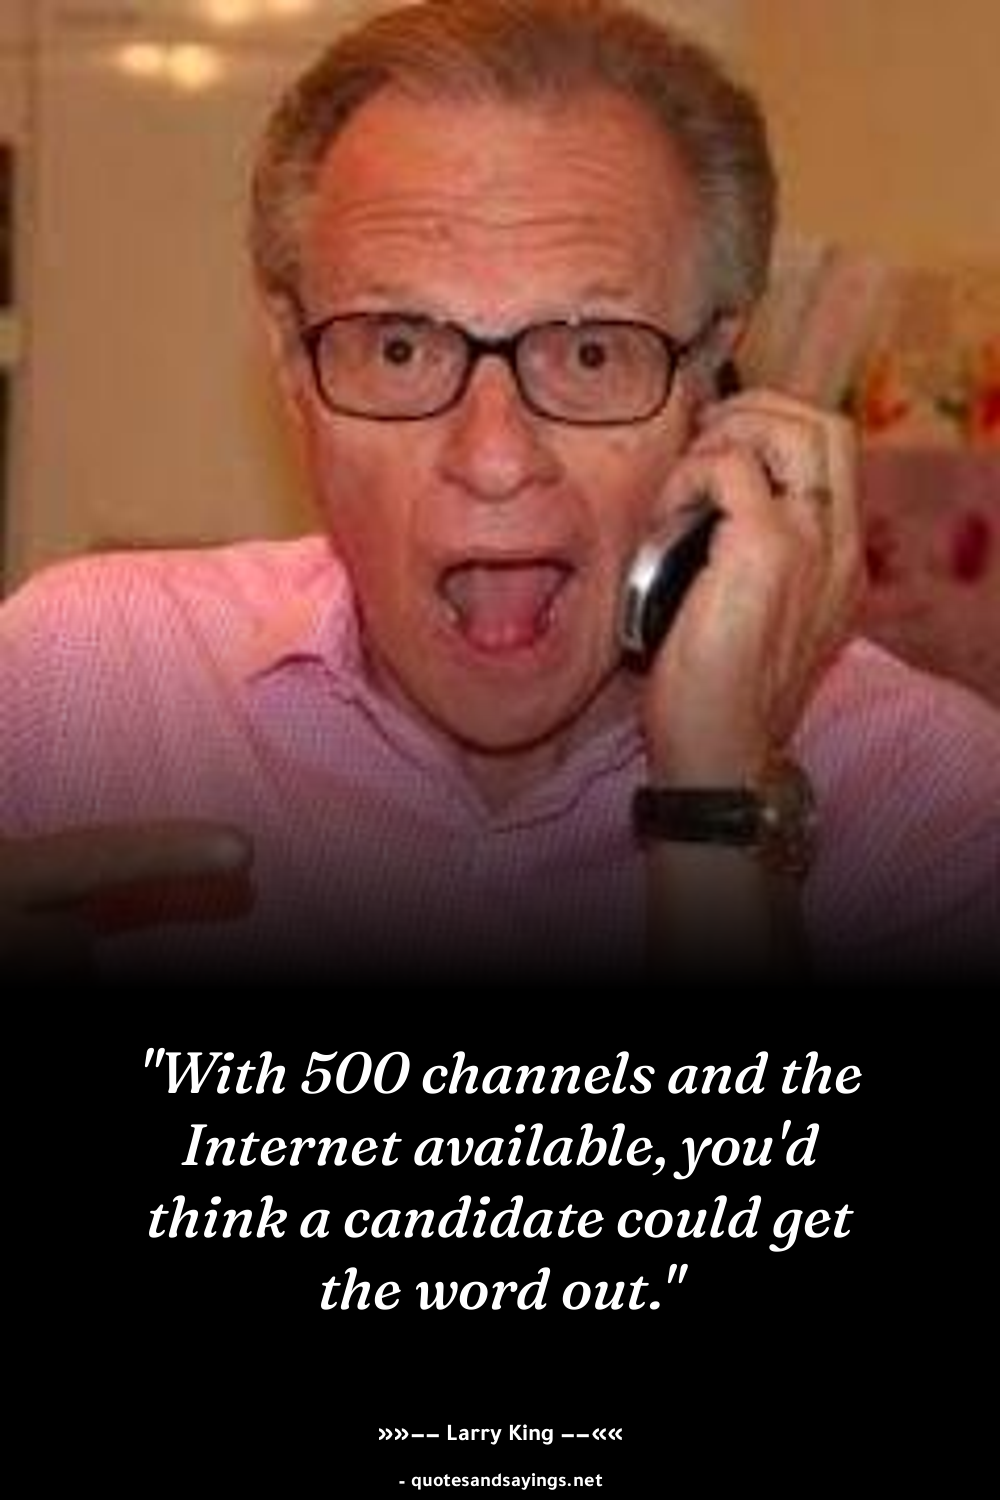 "With 500 channels and the
Internet available, you'd
think a candidate could get
the word out."
»»–– Larry King ––««
- quotesandsayings.net